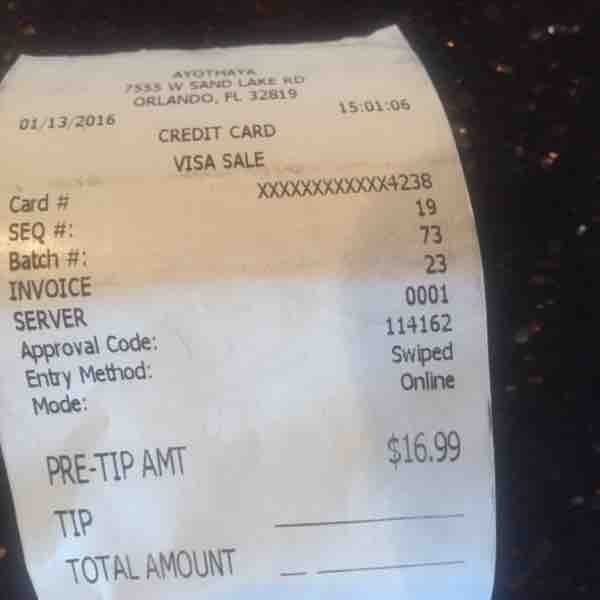 AYOTHAYA
7555 W SAND LAKE RD
ORLANDO, FL 32819
01/13/2016 15:01:06
CREDIT CARD
VISA SALE
Card # XXXXXXXXXXXX4238
SEQ #: 19
Batch #: 73
INVOICE 23
SERVER 0001
Approval Code: 114162
Entry Method: Swiped
Mode: Online
PRE-TIP AMT $16.99
TIP
TOTAL AMOUNT